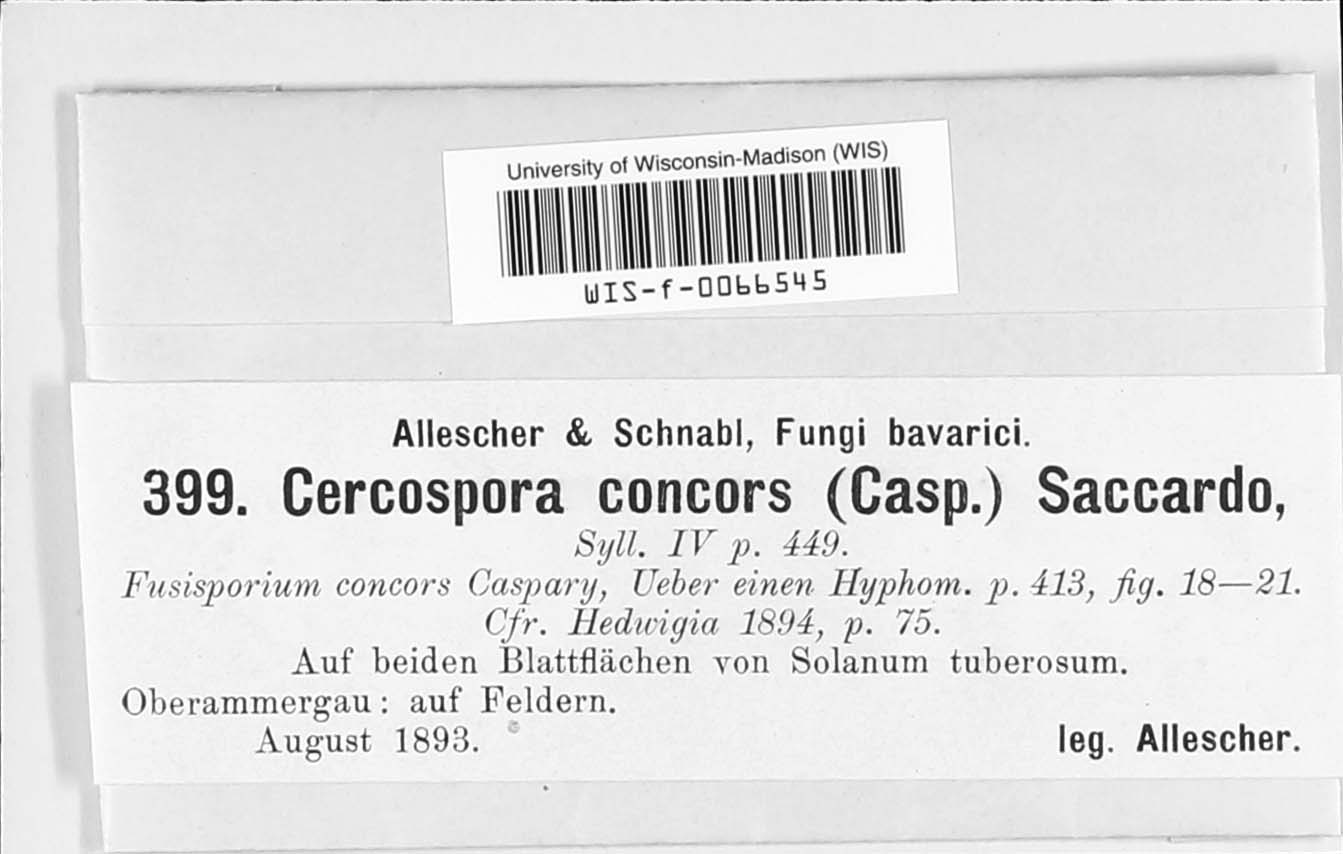 University of Wisconsin-Madison (WIS)
WIS-f-0066545
Allescher & Schnabl, Fungi bavarici.
399. Cercospora concors (Casp.) Saccardo,
Syll. IV p. 449.
Fusisporium concors Caspary, Ueber einen Hyphom. p. 413, fig. 18—21.
Cfr. Hedwigia 1894, p. 75.
Auf beiden Blattflächen von Solanum tuberosum.
Oberammergau: auf Feldern.
August 1893.
leg. Allescher.